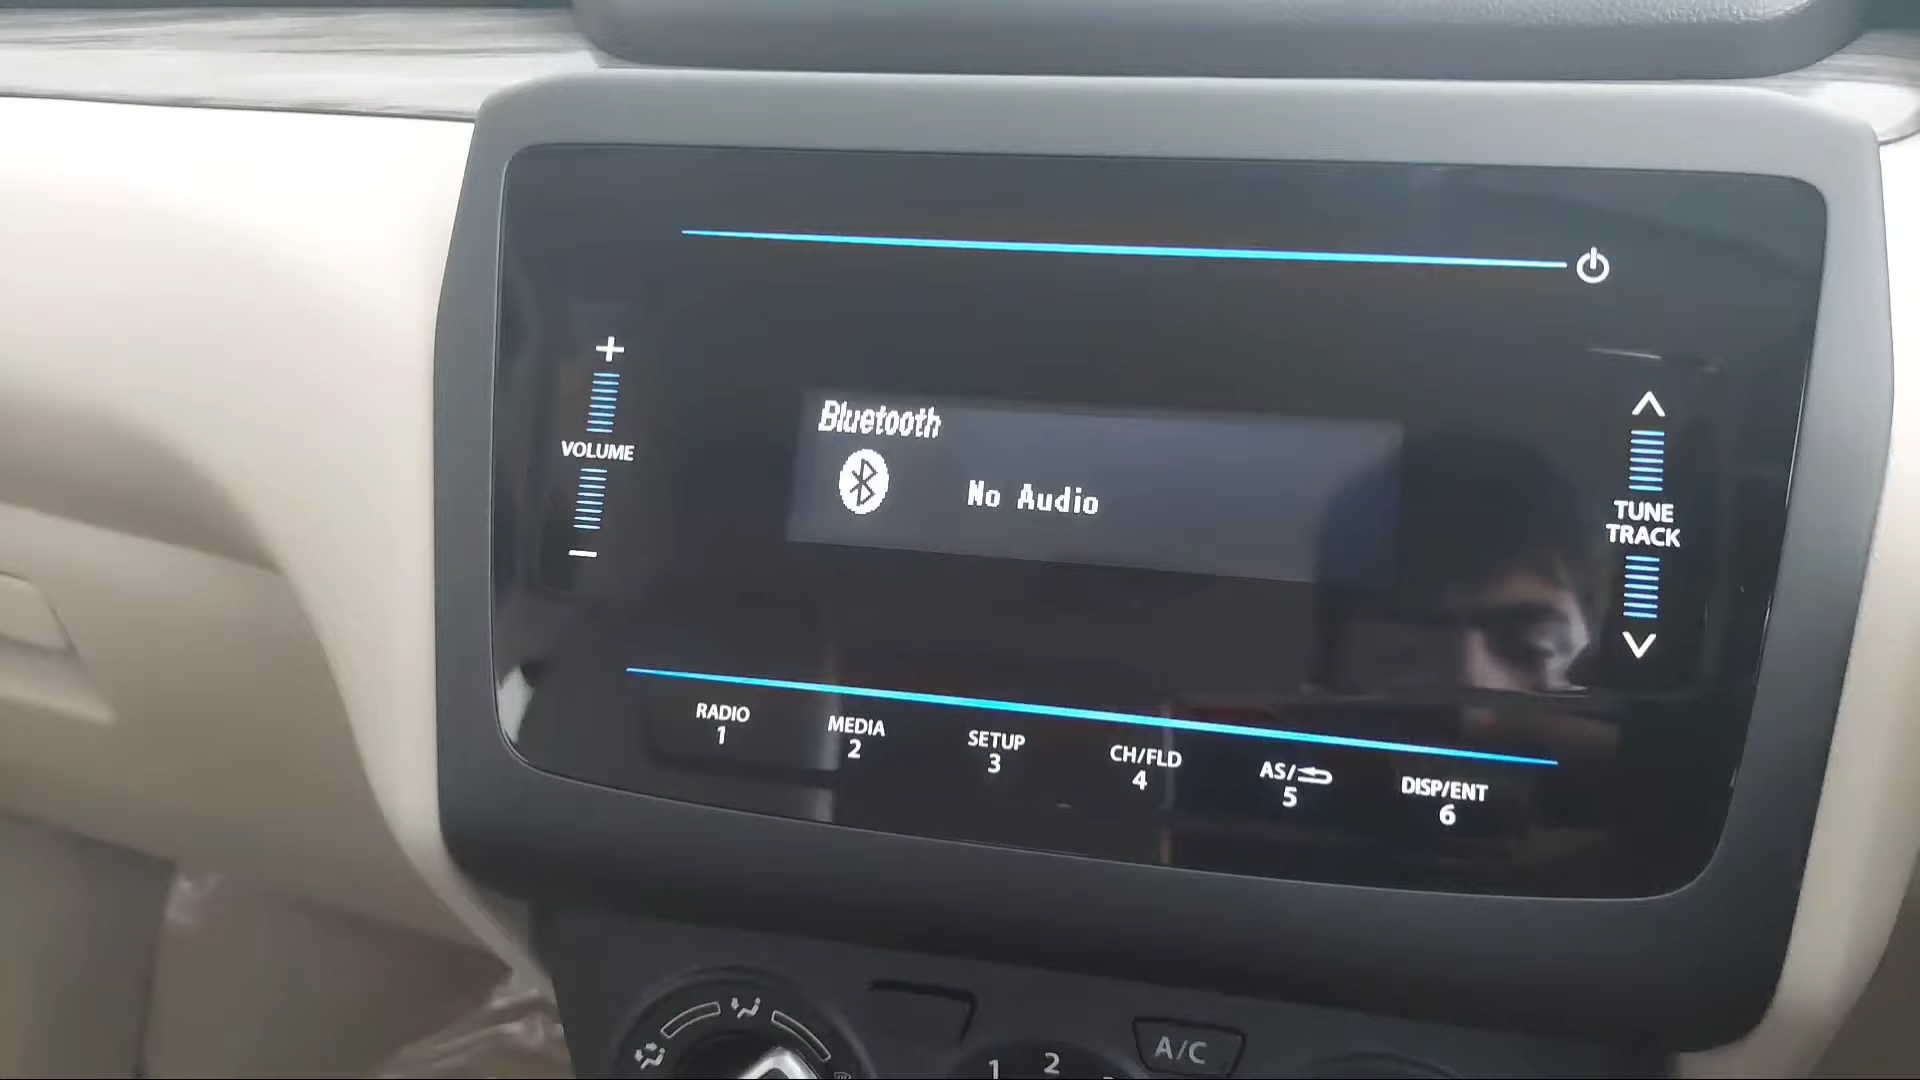 +
VOLUME
−
Bluetooth
No Audio
TUNE
TRACK
RADIO
1
MEDIA
2
SETUP
3
CH/FLD
4
AS/
5
DISP/ENT
6
1
2
A/C